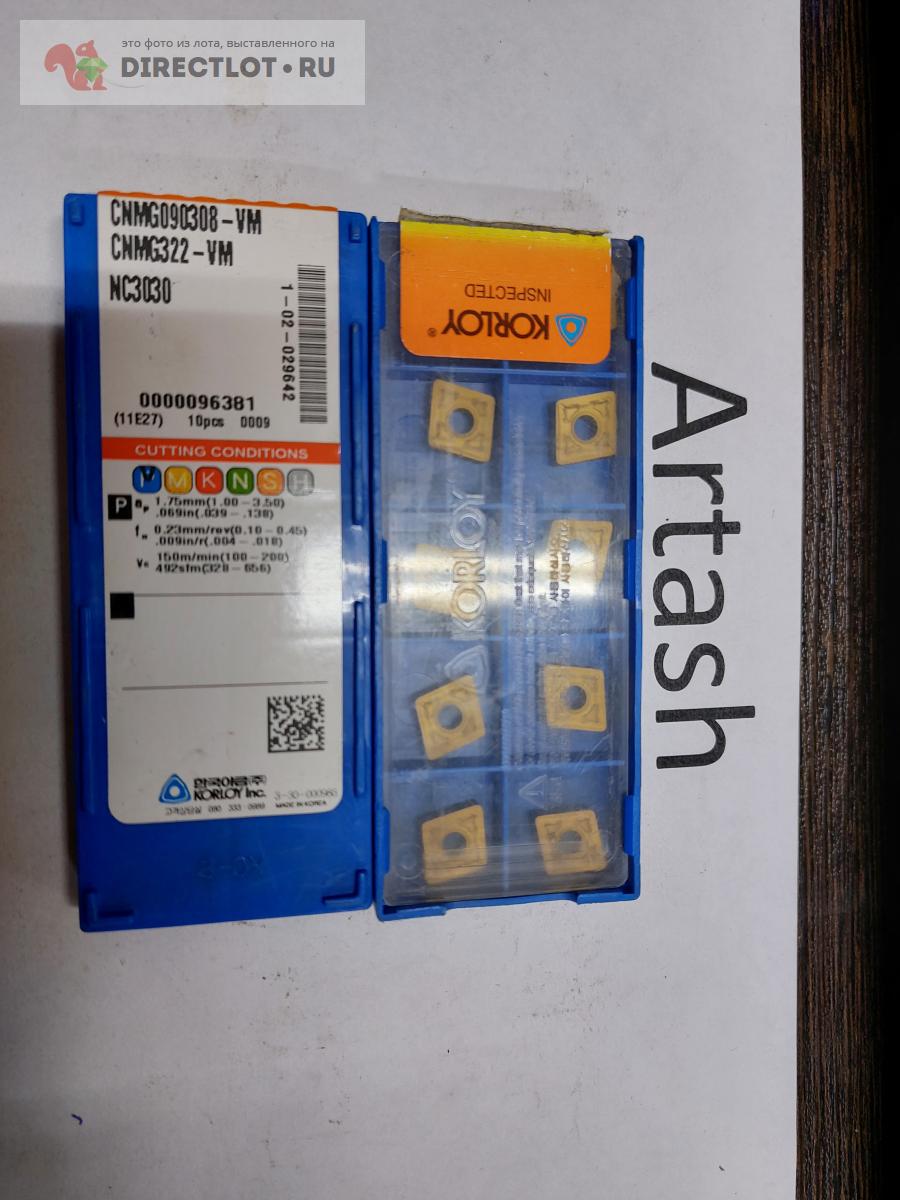 это фото из лота, выставленного на
DIRECTLOT•RU
CNMG090308-VM
CNMG322-VM
NC3030
1-02-029642
0000096381
(11E27) 10pcs 0009
CUTTING CONDITIONS
P M K N S H
P ap 1.75mm(1.00-3.50)
.069in(.039-.138)
fn 0.23mm/rev(0.10-0.45)
.009in/r(.004-.018)
vc 150m/min(100-200)
492sfm(328-656)
KORLOY Inc.
MADE IN KOREA
KORLOY®
INSPECTED
KORLOY
Artash